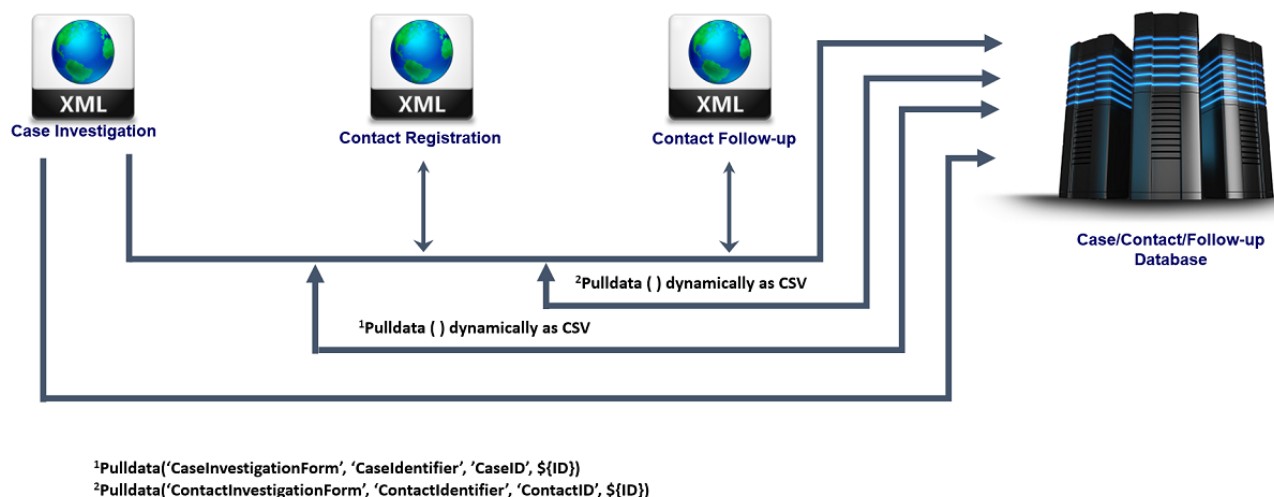 XML
XML
XML
Case Investigation
Contact Registration
Contact Follow-up
Case/Contact/Follow-up
Database
²Pulldata ( ) dynamically as CSV
¹Pulldata ( ) dynamically as CSV
¹Pulldata(‘CaseInvestigationForm’, ‘CaseIdentifier’, ’CaseID’, ${ID})
²Pulldata(‘ContactInvestigationForm’, ‘ContactIdentifier’, ‘ContactID’, ${ID})